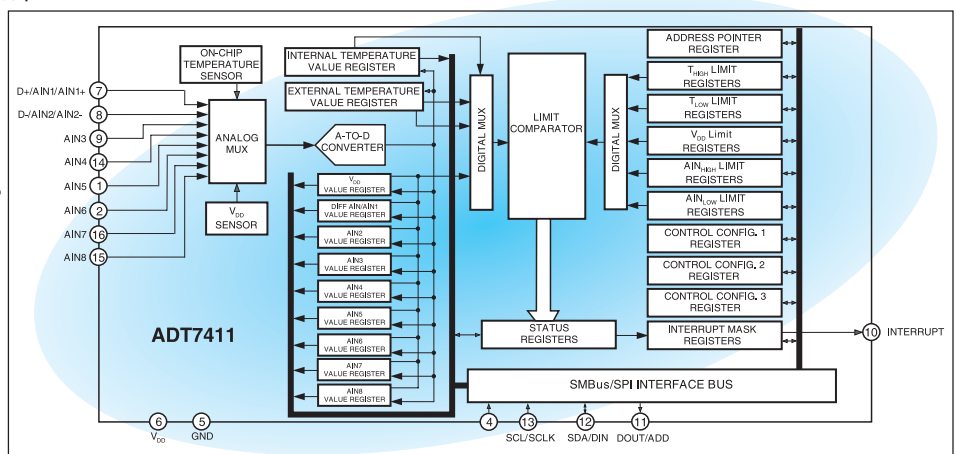 ON-CHIP
TEMPERATURE
SENSOR
D+/AIN1/AIN1+
7
D-/AIN2/AIN2-
8
AIN3
9
AIN4
14
AIN5
1
AIN6
2
AIN7
16
AIN8
15
ANALOG
MUX
VDD
SENSOR
INTERNAL TEMPERATURE
VALUE REGISTER
EXTERNAL TEMPERATURE
VALUE REGISTER
A-TO-D
CONVERTER
VDD
VALUE REGISTER
DIFF AIN/AIN1
VALUE REGISTER
AIN2
VALUE REGISTER
AIN3
VALUE REGISTER
AIN4
VALUE REGISTER
AIN5
VALUE REGISTER
AIN6
VALUE REGISTER
AIN7
VALUE REGISTER
AIN8
VALUE REGISTER
DIGITAL MUX
LIMIT
COMPARATOR
DIGITAL MUX
ADDRESS POINTER
REGISTER
THIGH LIMIT
REGISTERS
TLOW LIMIT
REGISTERS
VDD Limit
REGISTERS
AINHIGH LIMIT
REGISTERS
AINLOW LIMIT
REGISTERS
CONTROL CONFIG. 1
REGISTER
CONTROL CONFIG. 2
REGISTER
CONTROL CONFIG. 3
REGISTER
ADT7411
STATUS
REGISTERS
INTERRUPT MASK
REGISTERS
10
INTERRUPT
SMBus/SPI INTERFACE BUS
6
VDD
5
GND
4
13
SCL/SCLK
12
SDA/DIN
11
DOUT/ADD